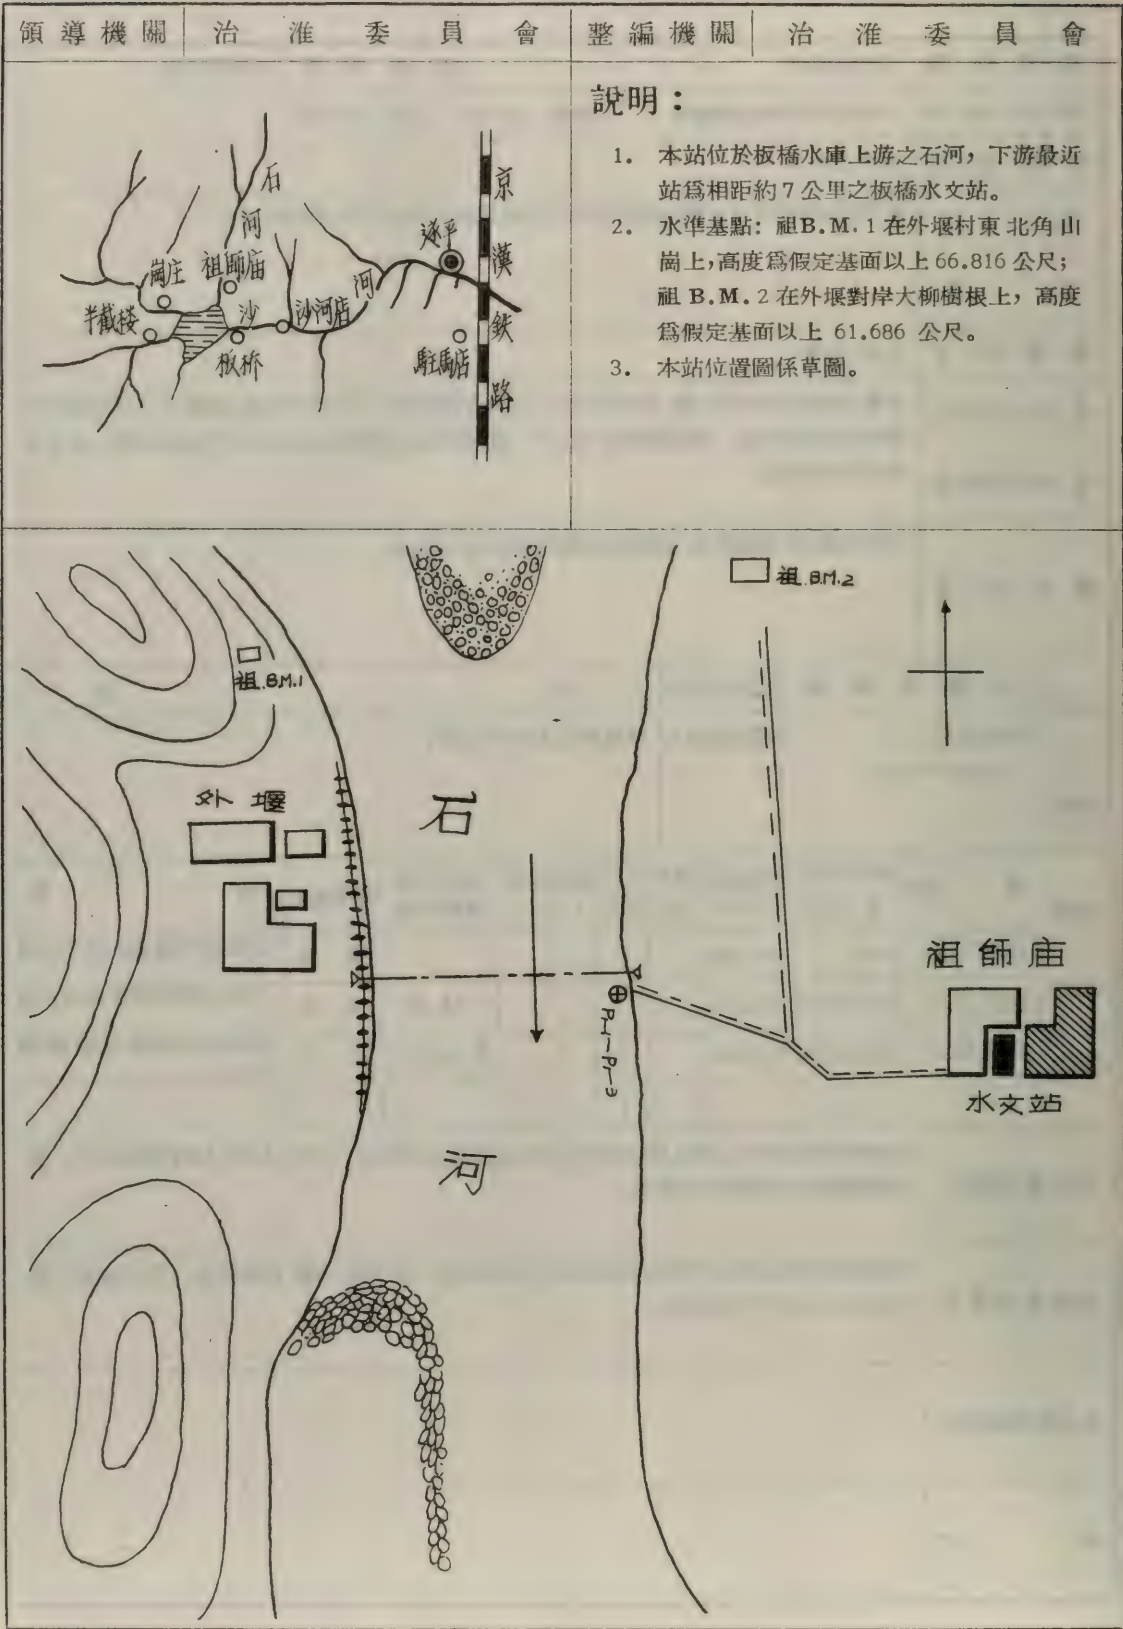 領導機關 治淮委員會 整編機關 治淮委員會
石
河
崗庄 祖師庙
半截楼
沙 沙河店 河
板桥
遂平
駐馬店
京漢鉄路
說明：
1. 本站位於板橋水庫上游之石河，下游最近
站爲相距約7公里之板橋水文站。
2. 水準基點：祖B.M.1在外堰村東北角山
崗上，高度爲假定基面以上66.816公尺；
祖B.M.2在外堰對岸大柳樹根上，高度
爲假定基面以上 61.686 公尺。
3. 本站位置圖係草圖。
祖.B.M.2
祖.B.M.1
外堰
石
祖師庙
水文站
河